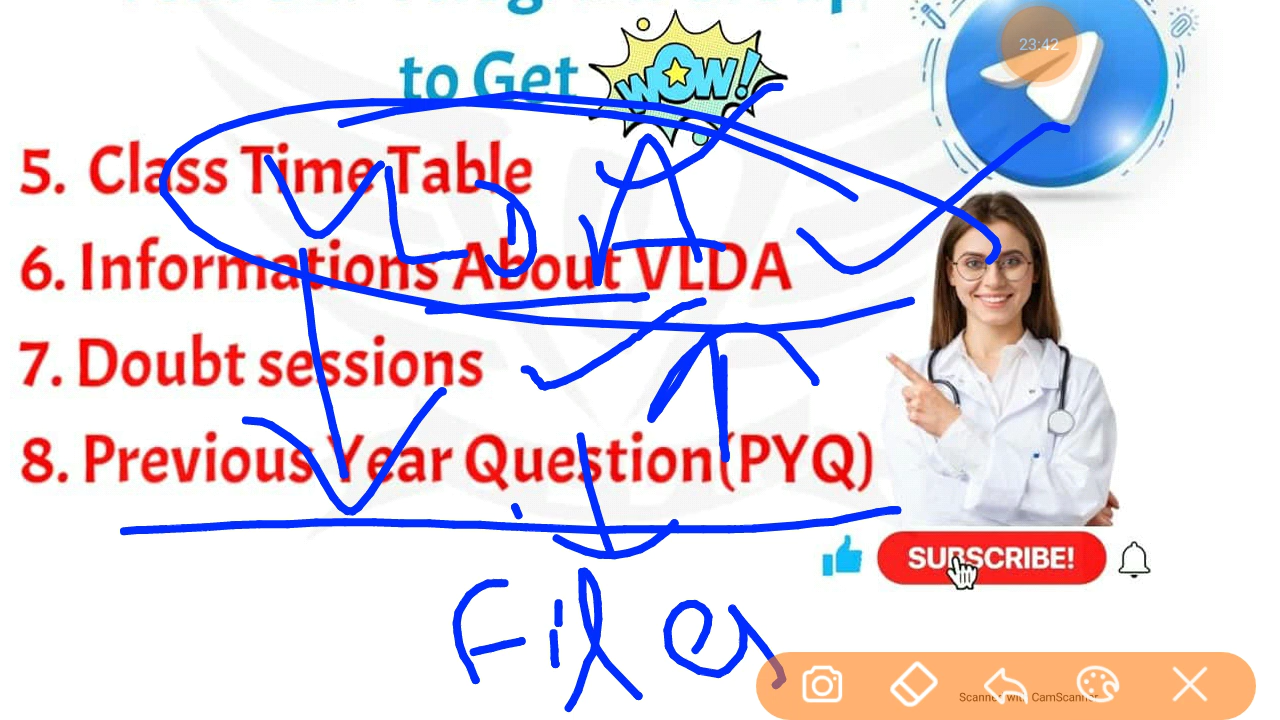 to Get WOW!
23:42
5. Class Time Table
VLDA
6. Informations About VLDA
7. Doubt sessions
8. Previous Year Question(PYQ)
SUBSCRIBE!
Files
Scanned with CamScanner